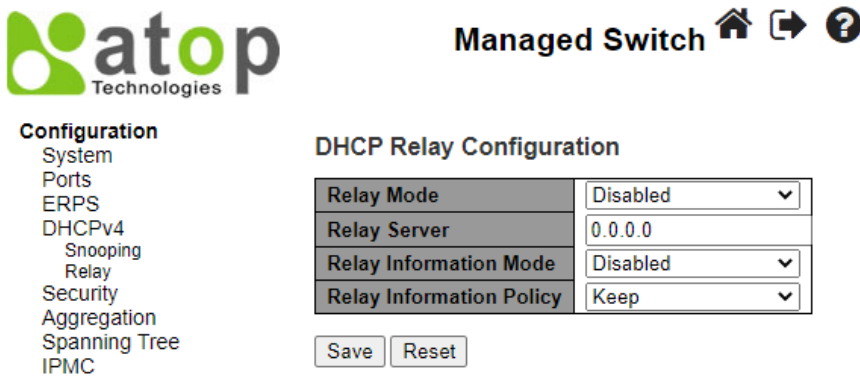 atop
Technologies
Managed Switch
?
Configuration
System
Ports
ERPS
DHCPv4
Snooping
Relay
Security
Aggregation
Spanning Tree
IPMC
DHCP Relay Configuration
Relay Mode Disabled
Relay Server 0.0.0.0
Relay Information Mode Disabled
Relay Information Policy Keep
Save Reset